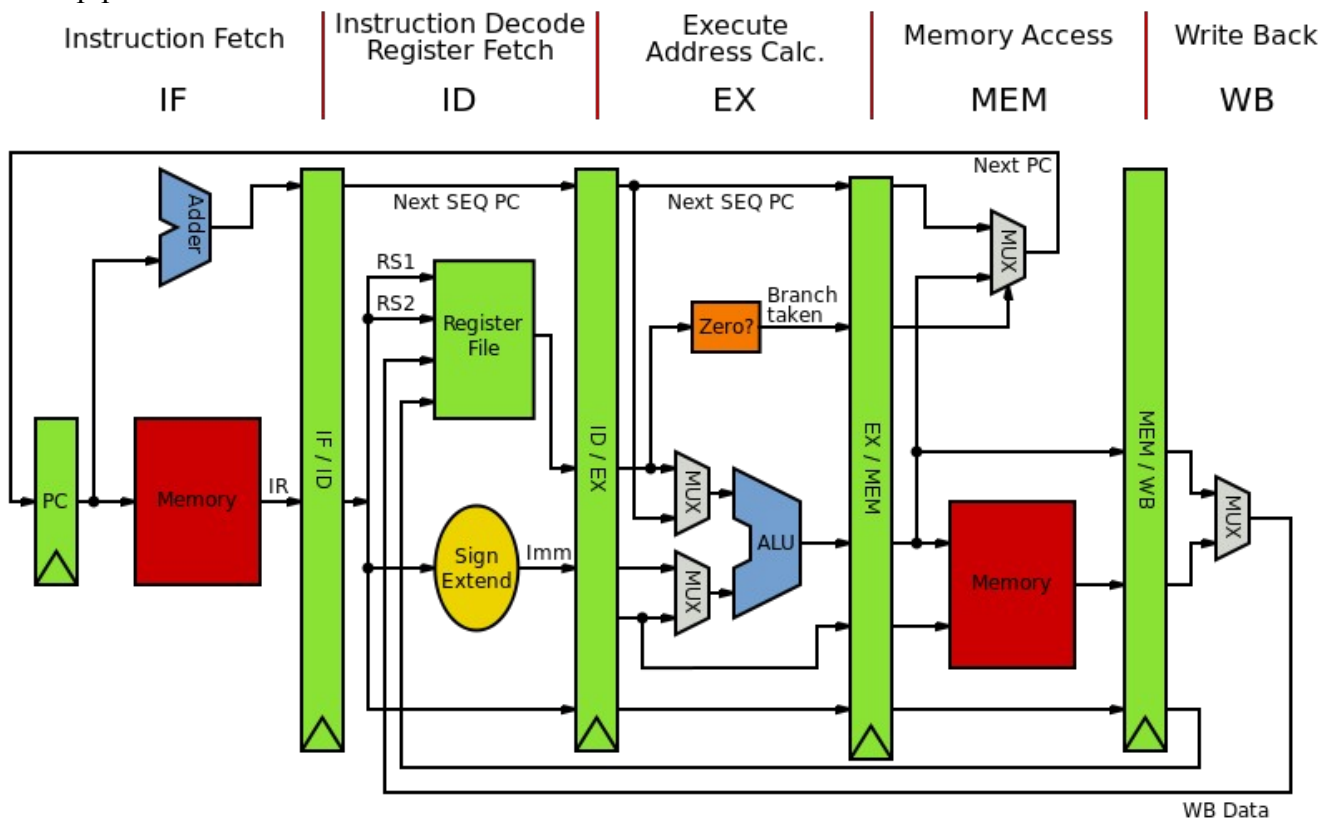 Instruction Fetch
Instruction Decode
Register Fetch
Execute
Address Calc.
Memory Access
Write Back
IF
ID
EX
MEM
WB
Next PC
Adder
Next SEQ PC
Next SEQ PC
MUX
RS1
RS2
Register
File
Branch
taken
Zero?
IF / ID
ID / EX
EX / MEM
MEM / WB
PC
Memory
IR
MUX
ALU
MUX
Sign
Extend
Imm
MUX
Memory
WB Data